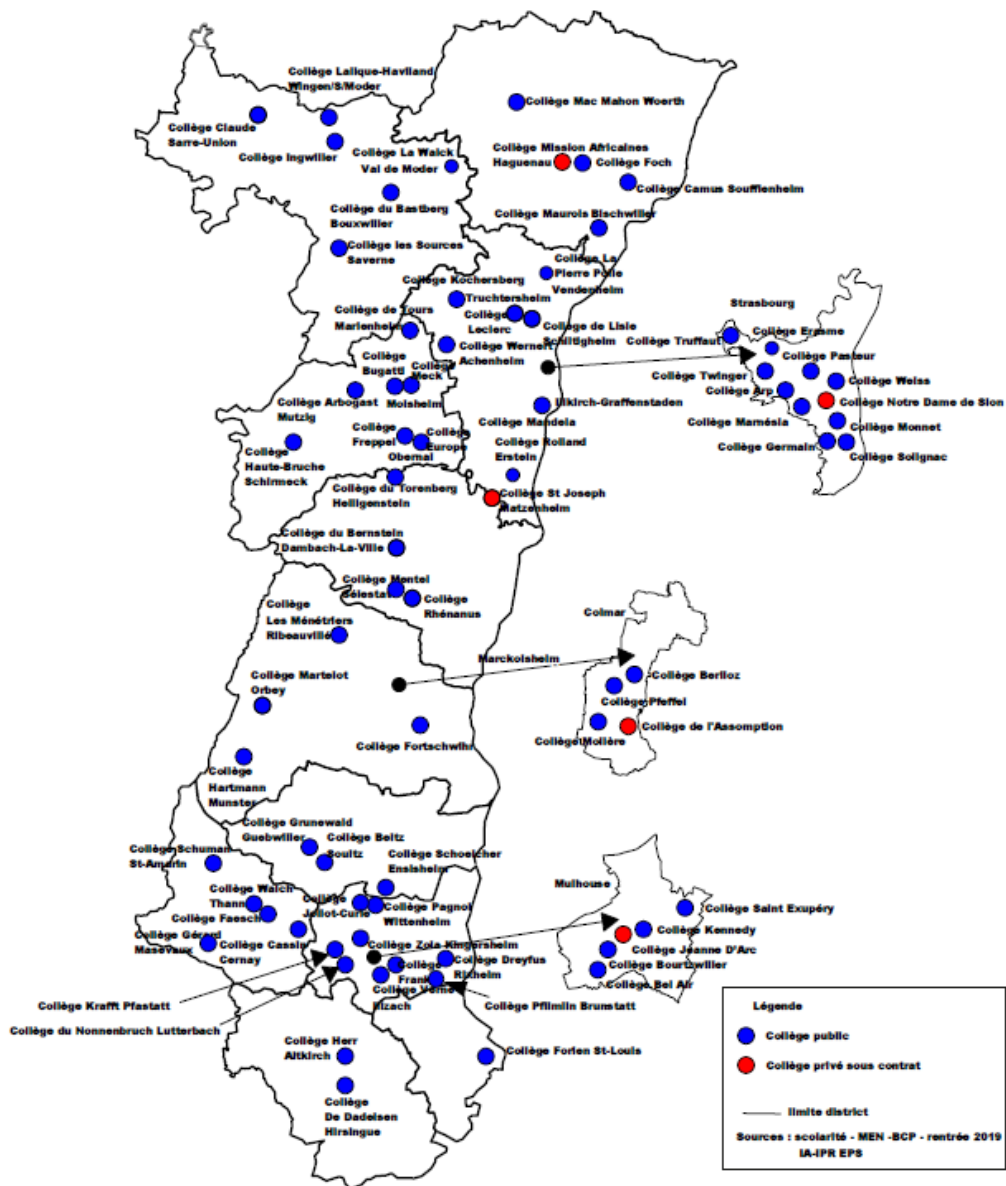 Collège Lalique-Haviland
Wingen/S/Moder
Collège Mac Mahon Woerth
Collège Claude
Sarre-Union
Collège Ingwiller
Collège La Walck
Val de Moder
Collège Mission Africaines
Haguenau
Collège Foch
Collège Camus Soufflenheim
Collège du Bastberg
Bouxwiller
Collège Maurois Bischwiller
Collège les Sources
Saverne
Collège La
Pierre Polie
Vendenheim
Collège Kochersberg
Truchtersheim
Collège de Tours
Marlenheim
Collège
Leclerc
Collège de Lisle
Schiltigheim
Collège Wernert
Achenheim
Strasbourg
Collège Truffaut
Collège Erasme
Collège Pasteur
Collège Twinger
Collège Weiss
Collège Arp
Collège Notre Dame de Sion
Collège Mamésia
Collège Monnet
Collège Germain
Collège Solignac
Collège
Bugatti
Collège
Meck
Molsheim
Collège Arbogast
Mutzig
Illkirch-Graffenstaden
Collège Mandela
Collège
Freppel
Collège
Europe
Obernai
Collège Rolland
Erstein
Collège
Haute-Bruche
Schirmeck
Collège du Torenberg
Heiligenstein
Collège St Joseph
Matzenheim
Collège du Bernstein
Dambach-La-Ville
Collège Mentel
Sélestat
Collège
Rhénanus
Collège
Les Ménétriers
Ribeauvillé
Colmar
Marckolsheim
Collège Martelot
Orbey
Collège Berlioz
Collège Pfeffel
Collège de l'Assomption
Collège Molière
Collège Fortschwihr
Collège
Hartmann
Munster
Collège Grunewald
Guebwiller
Collège Beltz
Soultz
Collège Schuman
St-Amarin
Collège Schoelcher
Ensisheim
Mulhouse
Collège Walch
Thann
Collège
Joliot-Curie
Collège Pagnol
Wittenheim
Collège Saint Exupéry
Collège Faesch
Collège Kennedy
Collège Gérard
Masevaux
Collège Cassin
Cernay
Collège Zola Kingersheim
Collège Jeanne D'Arc
Collège
Frank
Collège Dreyfus
Rixheim
Collège Bourtzwiller
Collège Bel Air
Collège Verne
Illzach
Collège Krafft Pfastatt
Collège Pflimlin Brunstatt
Collège du Nonnenbruch Lutterbach
Collège Herr
Altkirch
Collège Forlen St-Louis
Collège
De Dadelsen
Hirsingue
Légende
Collège public
Collège privé sous contrat
limite district
Sources : scolarité - MEN -BCP - rentrée 2019
IA-IPR EPS